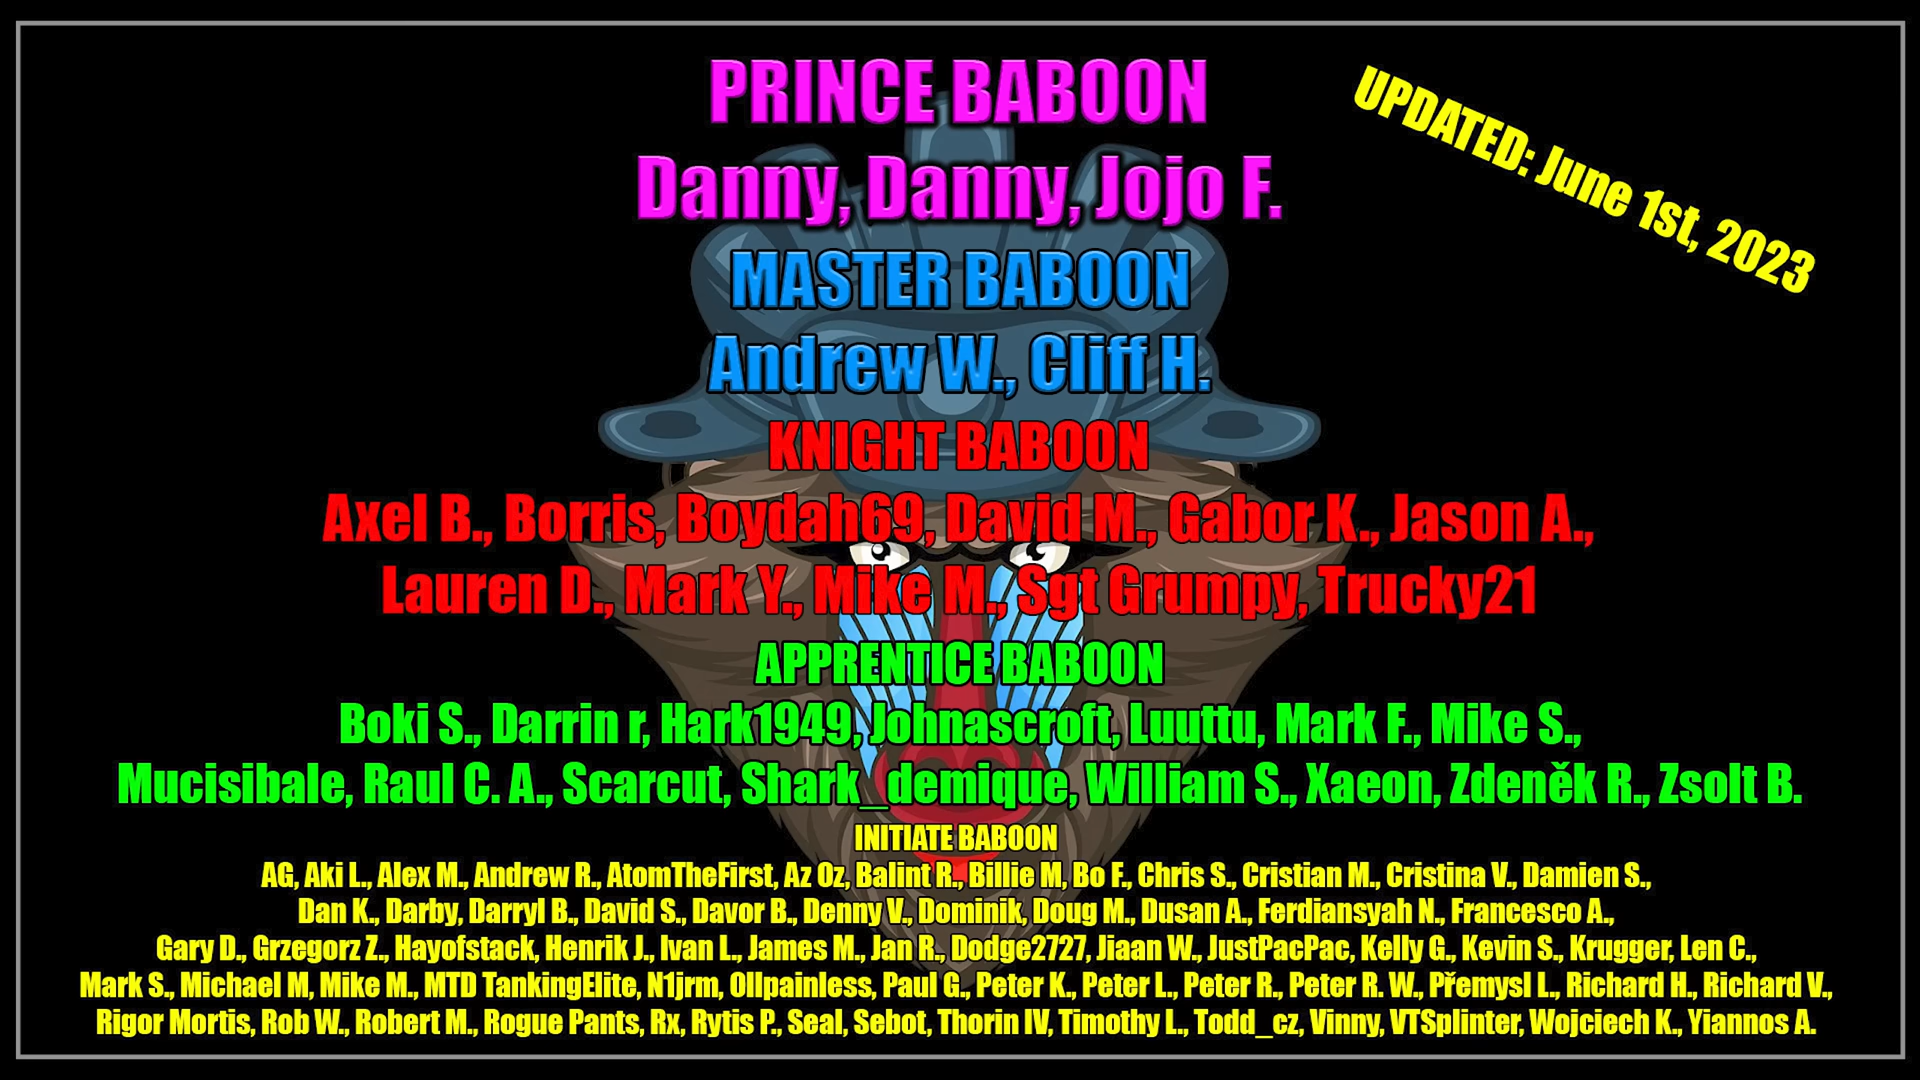 PRINCE BABOON
UPDATED: June 1st, 2023
Danny, Danny, Jojo F.
MASTER BABOON
Andrew W., Cliff H.
KNIGHT BABOON
Axel B., Borris, Boydah69, David M., Gabor K., Jason A.,
Lauren D., Mark Y., Mike M., Sgt Grumpy, Trucky21
APPRENTICE BABOON
Boki S., Darrin r, Hark1949, Johnascroft, Luuttu, Mark F., Mike S.,
Mucisibale, Raul C. A., Scarcut, Shark_demique, William S., Xaeon, Zdeněk R., Zsolt B.
INITIATE BABOON
AG, Aki L., Alex M., Andrew R., AtomTheFirst, Az Oz, Balint R., Billie M, Bo F., Chris S., Cristian M., Cristina V., Damien S.,
Dan K., Darby, Darryl B., David S., Davor B., Denny V., Dominik, Doug M., Dusan A., Ferdiansyah N., Francesco A.,
Gary D., Grzegorz Z., Hayofstack, Henrik J., Ivan L., James M., Jan R., Dodge2727, Jiaan W., JustPacPac, Kelly G., Kevin S., Krugger, Len C.,
Mark S., Michael M, Mike M., MTD TankingElite, N1jrm, Ollpainless, Paul G., Peter K., Peter L., Peter R., Peter R. W., Přemysl L., Richard H., Richard V.,
Rigor Mortis, Rob W., Robert M., Rogue Pants, Rx, Rytis P., Seal, Sebot, Thorin IV, Timothy L., Todd_cz, Vinny, VTSplinter, Wojciech K., Yiannos A.